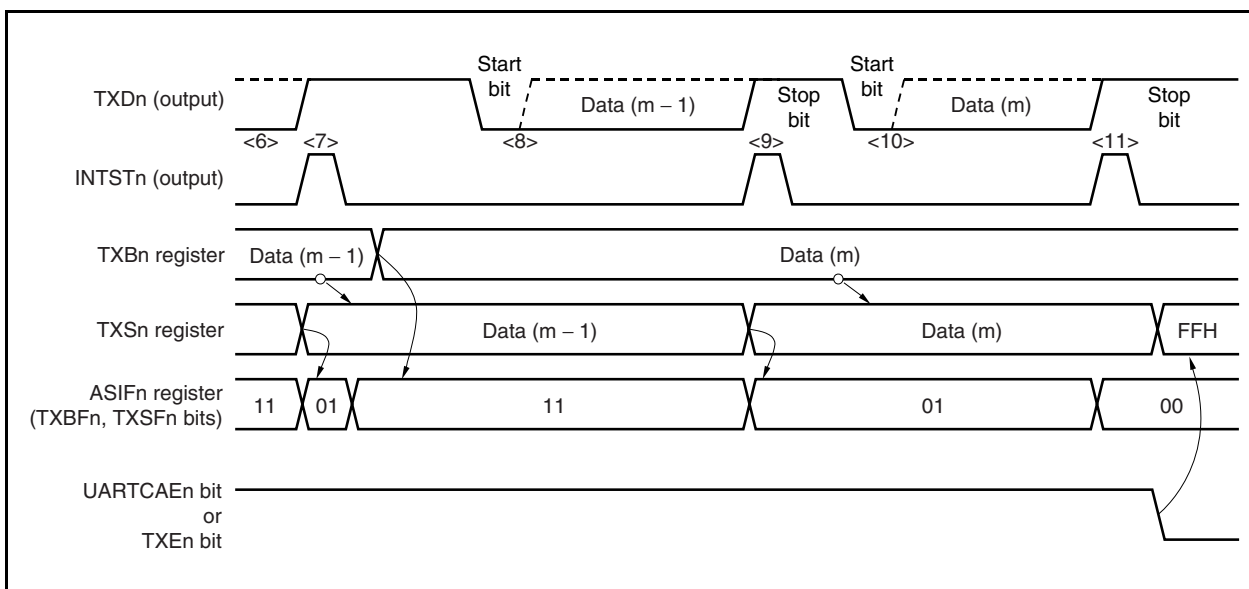 TXDn (output)
Start
bit
Data (m − 1)
Stop
bit
Start
bit
Data (m)
Stop
bit
<6>
<7>
<8>
<9>
<10>
<11>
INTSTn (output)
TXBn register
Data (m − 1)
Data (m)
TXSn register
Data (m − 1)
Data (m)
FFH
ASIFn register
(TXBFn, TXSFn bits)
11
01
11
01
00
UARTCAEn bit
or
TXEn bit